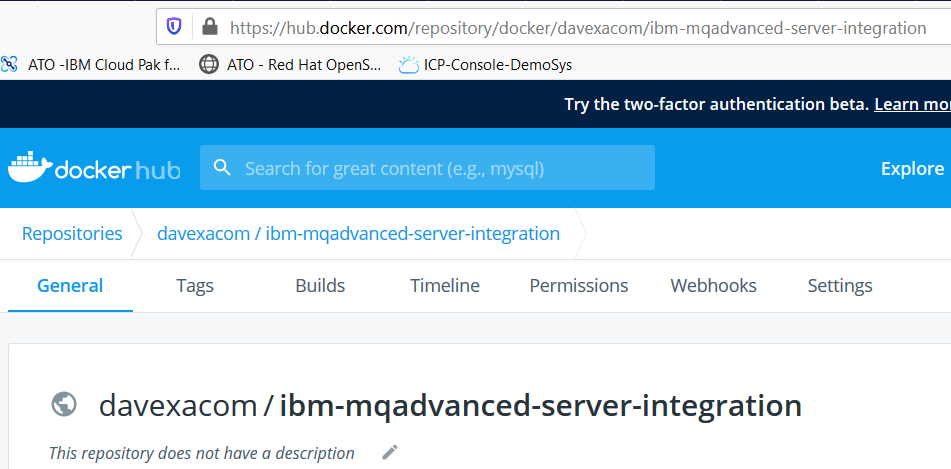 https://hub.docker.com/repository/docker/davexacom/ibm-mqadvanced-server-integration
ATO -IBM Cloud Pak f... ATO - Red Hat OpenS... ICP-Console-DemoSys
Try the two-factor authentication beta. Learn mo
docker hub Search for great content (e.g., mysql) Explore
Repositories davexacom / ibm-mqadvanced-server-integration
General Tags Builds Timeline Permissions Webhooks Settings
davexacom / ibm-mqadvanced-server-integration
This repository does not have a description